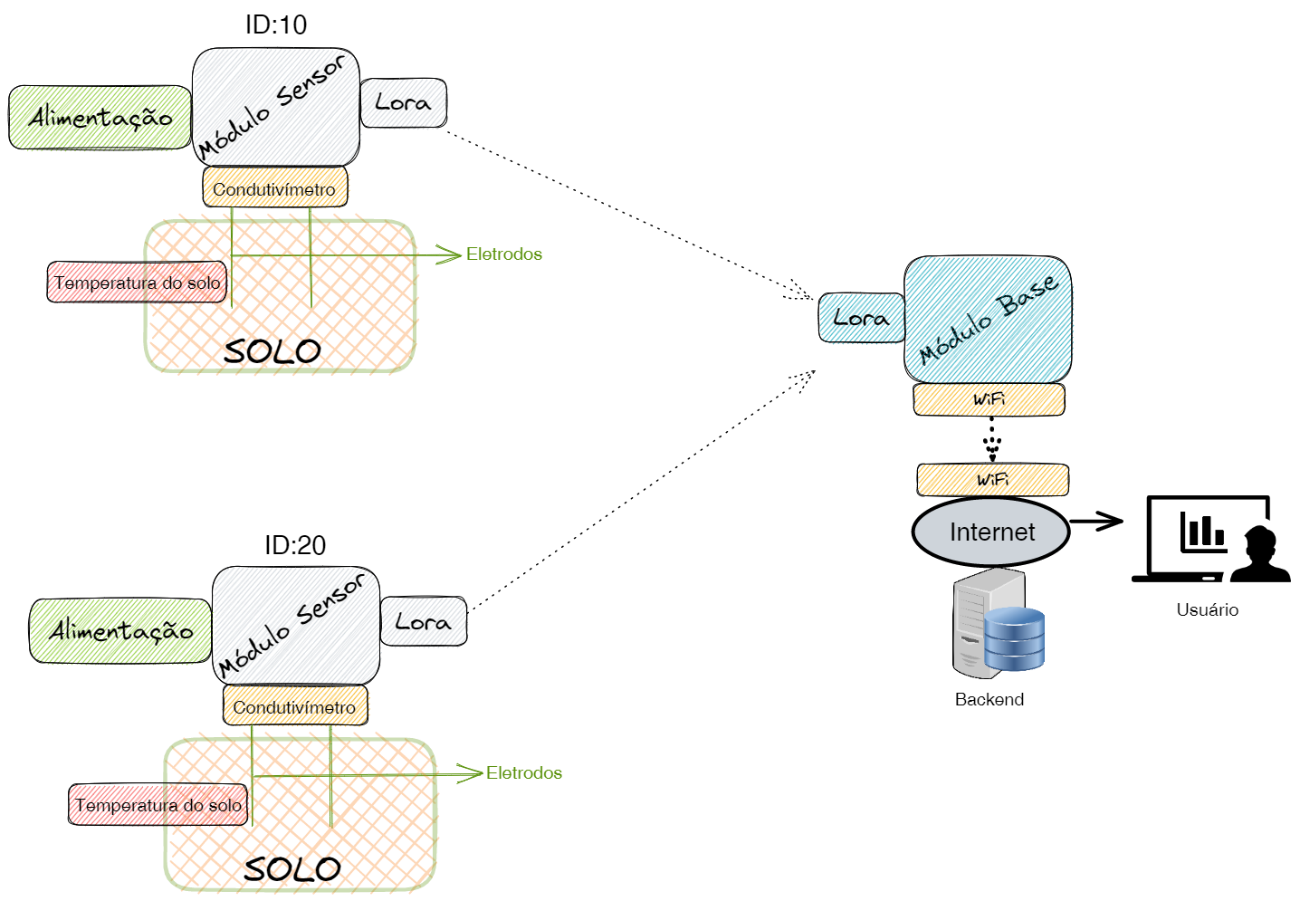 ID:10
Alimentação
Módulo Sensor
Lora
Condutivímetro
Eletrodos
Temperatura do solo
SOLO
Lora
Módulo Base
WiFi
WiFi
Internet
Usuário
Backend
ID:20
Alimentação
Módulo Sensor
Lora
Condutivímetro
Eletrodos
Temperatura do solo
SOLO